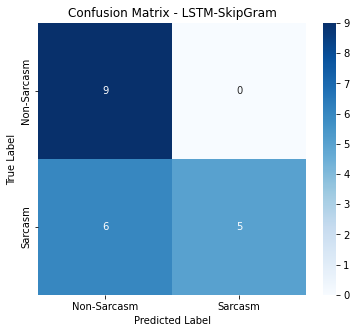 Confusion Matrix - LSTM-SkipGram
True Label
Non-Sarcasm
Sarcasm
9
0
6
5
Non-Sarcasm
Sarcasm
Predicted Label
9
8
7
6
5
4
3
2
1
0